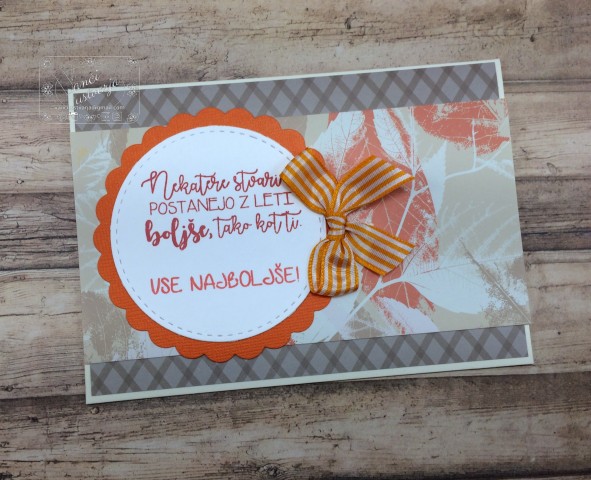 Nekatere stvari
POSTANEJO Z LETI
boljše, tako kot ti.
VSE NAJBOLJŠE!